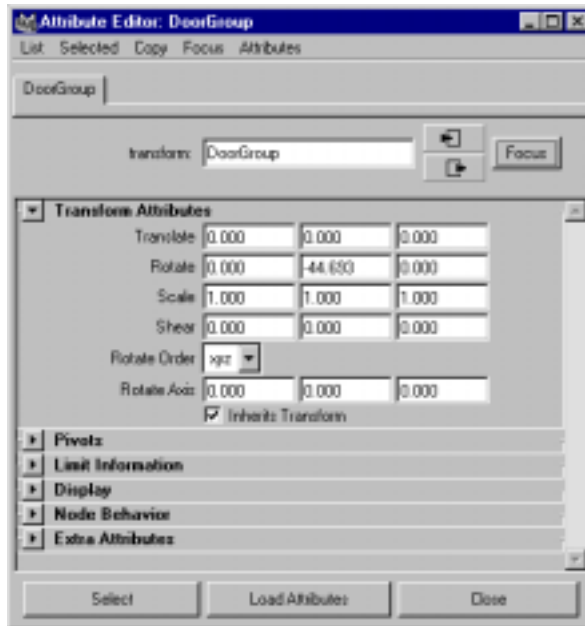 Attribute Editor: DoorGroup
List Selected Copy Focus Attributes
DoorGroup
transform: DoorGroup
Focus
Transform Attributes
Translate 0.000 0.000 0.000
Rotate 0.000 -44.693 0.000
Scale 1.000 1.000 1.000
Shear 0.000 0.000 0.000
Rotate Order xyz
Rotate Axis 0.000 0.000 0.000
Inherits Transform
Pivots
Limit Information
Display
Node Behavior
Extra Attributes
Select Load Attributes Close